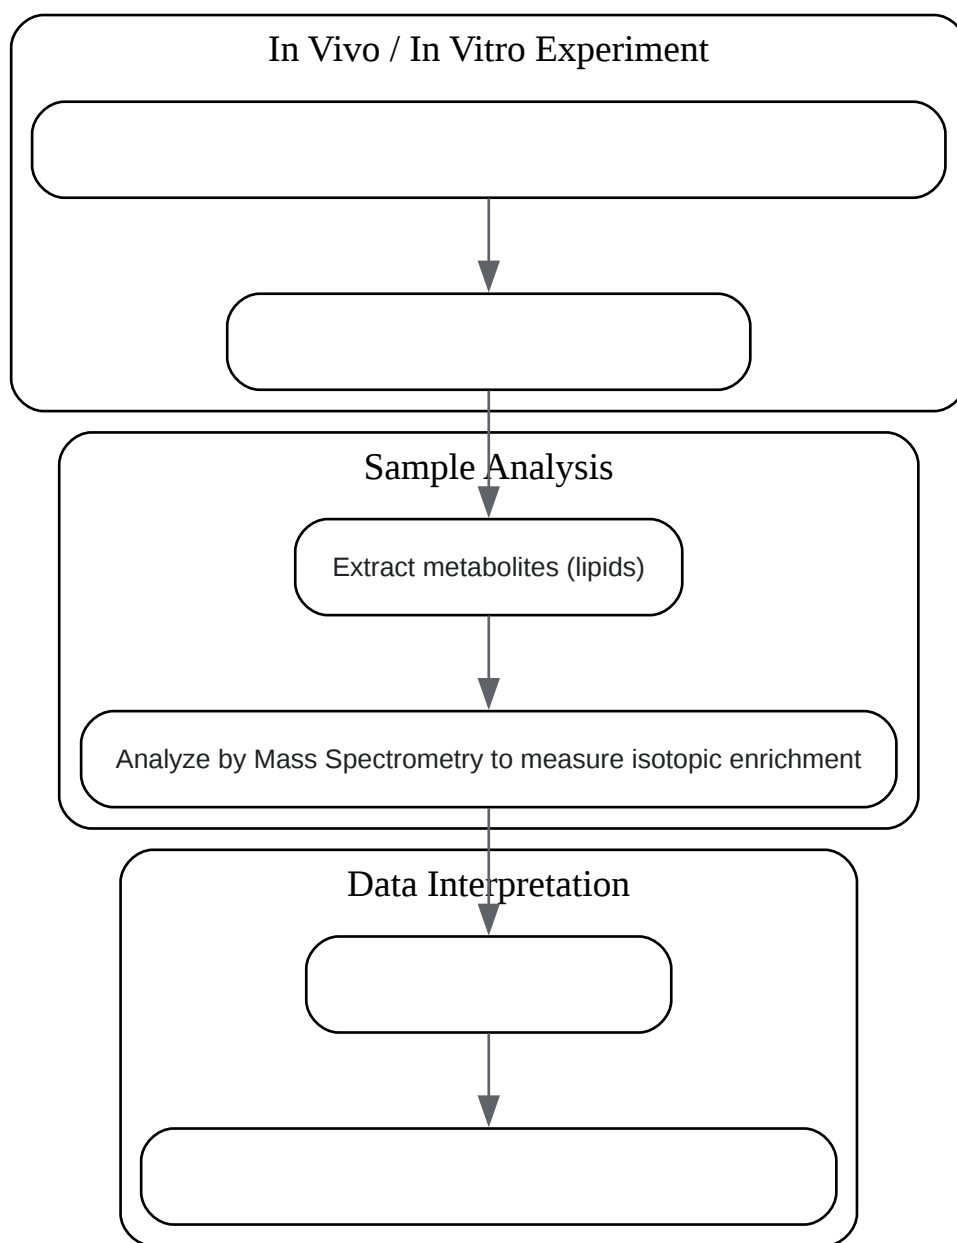 In Vivo / In Vitro Experiment
Sample Analysis
Extract metabolites (lipids)
Analyze by Mass Spectrometry to measure isotopic enrichment
Data Interpretation